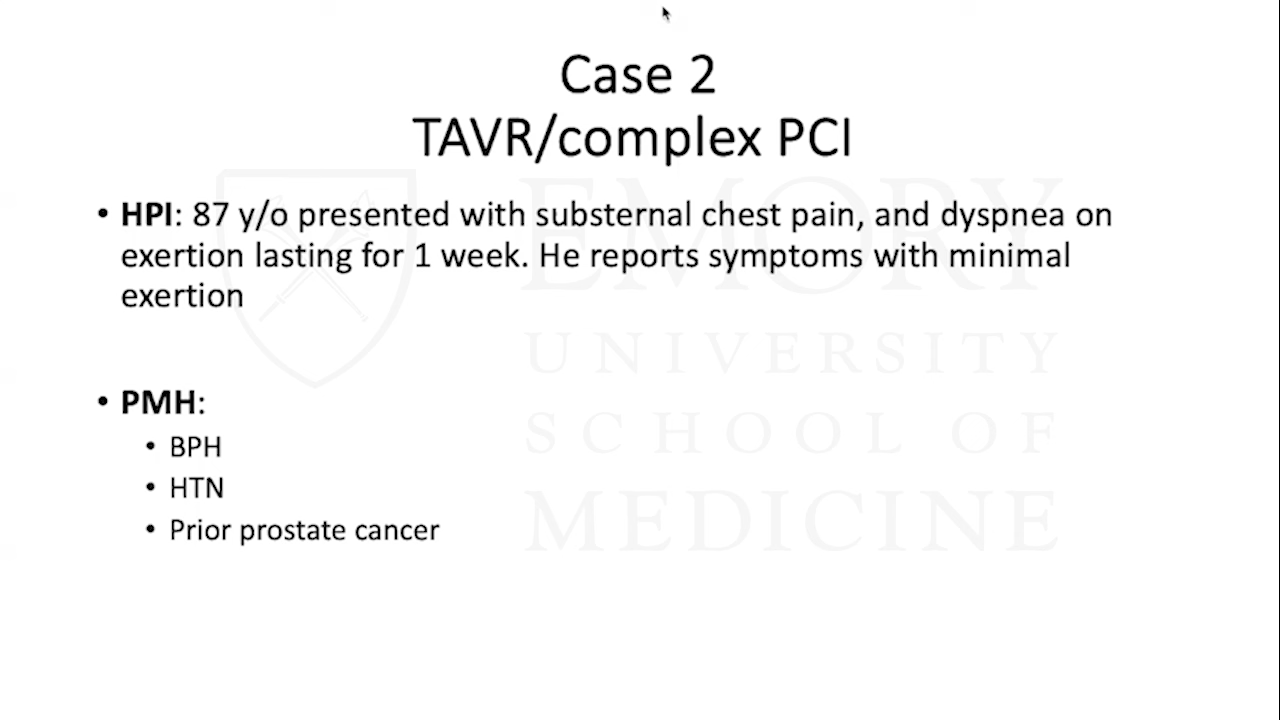 Case 2
TAVR/complex PCI
• HPI: 87 y/o presented with substernal chest pain, and dyspnea on
exertion lasting for 1 week. He reports symptoms with minimal
exertion
• PMH:
• BPH
• HTN
• Prior prostate cancer
EMORY
UNIVERSITY
SCHOOL OF
MEDICINE